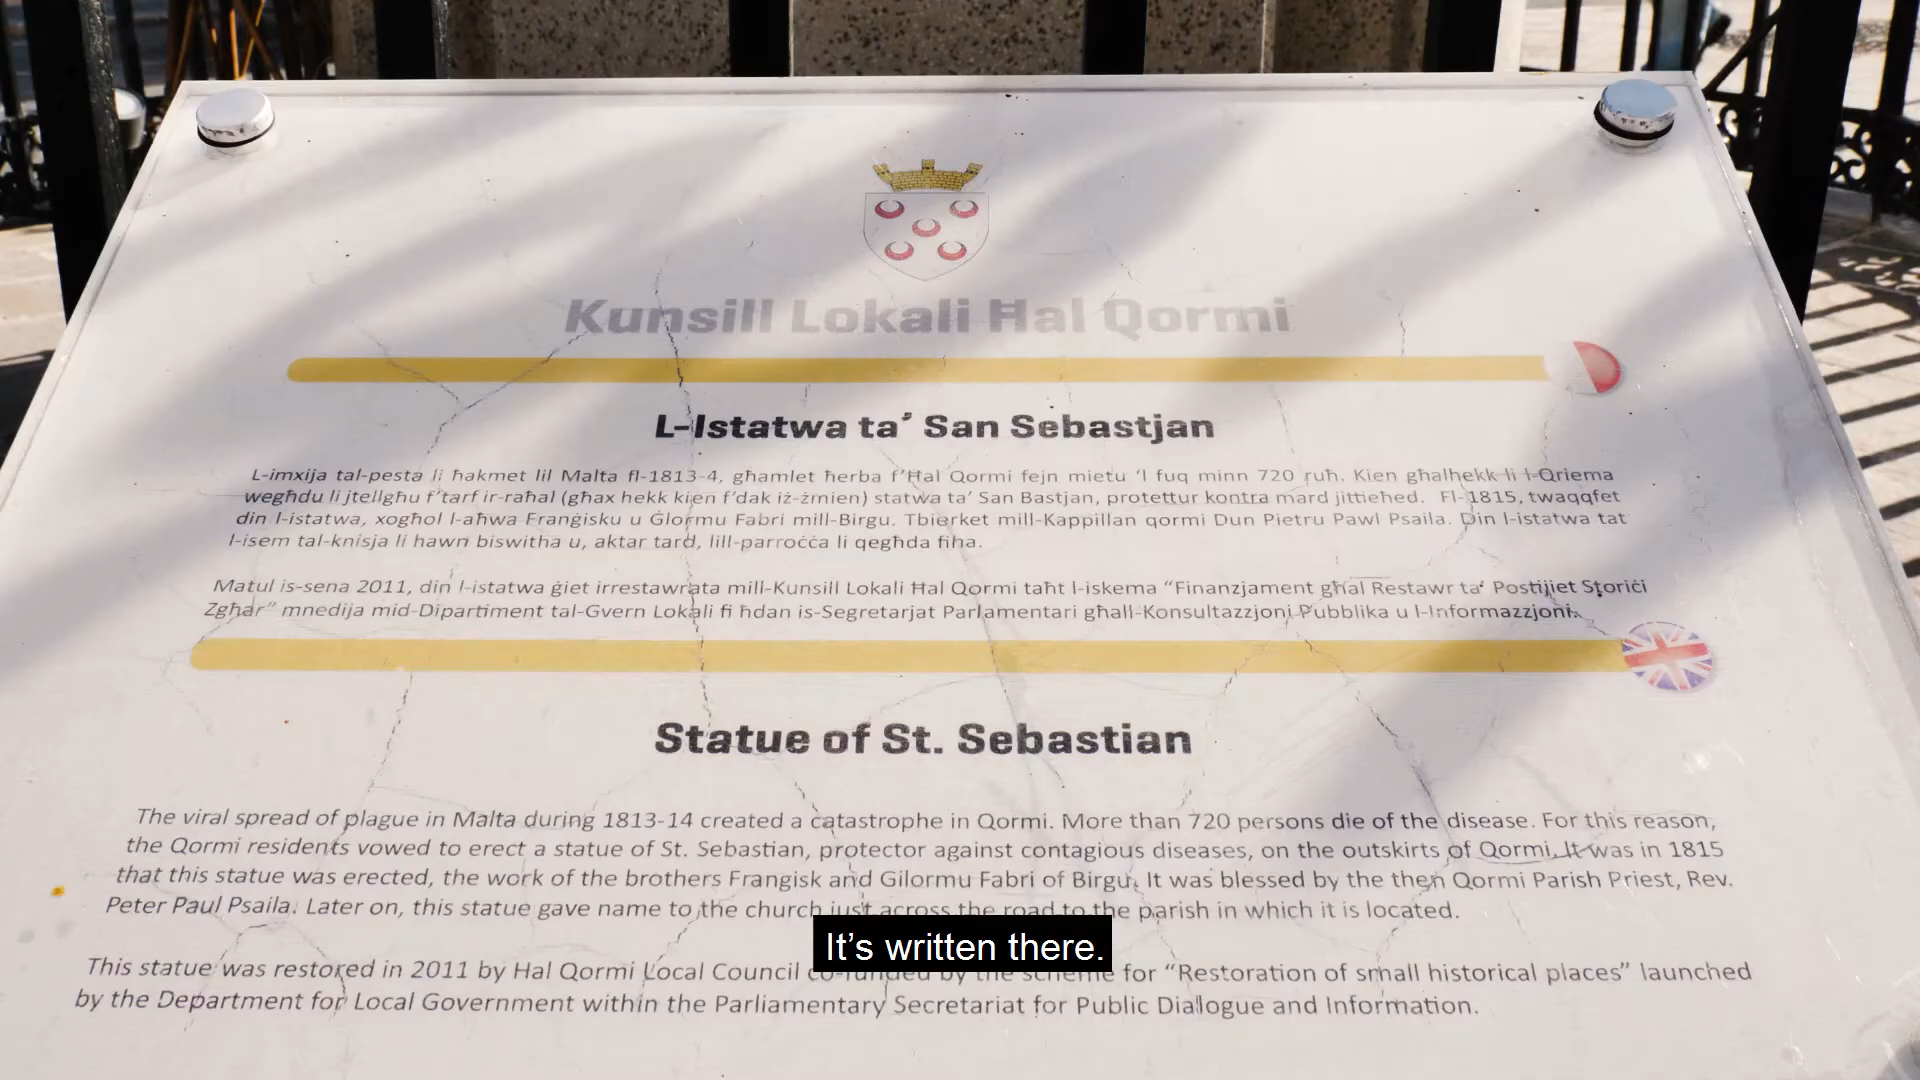 Kunsill Lokali Ħal Qormi
L-Istatwa ta' San Sebastjan
L-imxija tal-pesta li ħakmet lil Malta fl-1813-4, għamlet ħerba f'Ħal Qormi fejn mietu 'l fuq minn 720 ruħ. Kien għalhekk li l-Qriema
wegħdu li jtellgħu f'tarf ir-raħal (għax hekk kien f'dak iż-żmien) statwa ta' San Bastjan, protettur kontra mard jittieħed. Fl-1815, twaqqfet
din l-istatwa, xogħol l-aħwa Franġisku u Ġlormu Fabri mill-Birgu. Tbierket mill-Kappillan qormi Dun Pietru Pawl Psaila. Din l-istatwa tat
l-isem tal-knisja li hawn biswitha u, aktar tard, lill-parroċċa li qegħda fiha.
Matul is-sena 2011, din l-istatwa ġiet irrestawrata mill-Kunsill Lokali Ħal Qormi taħt l-iskema “Finanzjament għal Restawr ta' Postijiet Storiċi
Zgħar” mnedija mid-Dipartiment tal-Gvern Lokali fi ħdan is-Segretarjat Parlamentari għall-Konsultazzjoni Pubblika u l-Informazzjoni.
Statue of St. Sebastian
The viral spread of plague in Malta during 1813-14 created a catastrophe in Qormi. More than 720 persons die of the disease. For this reason,
the Qormi residents vowed to erect a statue of St. Sebastian, protector against contagious diseases, on the outskirts of Qormi. It was in 1815
that this statue was erected, the work of the brothers Frangisk and Gilormu Fabri of Birgu. It was blessed by the then Qormi Parish Priest, Rev.
Peter Paul Psaila. Later on, this statue gave name to the church just across the road to the parish in which it is located.
It's written there.
This statue was restored in 2011 by Hal Qormi Local Council co-funded by the scheme for “Restoration of small historical places” launched
by the Department for Local Government within the Parliamentary Secretariat for Public Dialogue and Information.